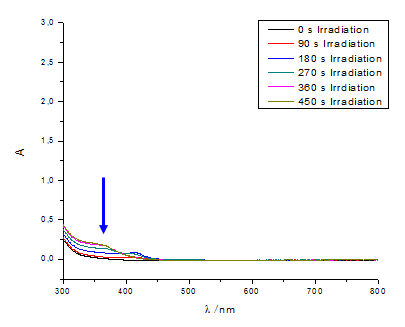 3,0
2,5
2,0
1,5
1,0
0,5
0,0
A
300 400 500 600 700 800
λ /nm
0 s Irradiation
90 s Irradiation
180 s Irradiation
270 s Irradiation
360 s Irrdiation
450 s Irradiation